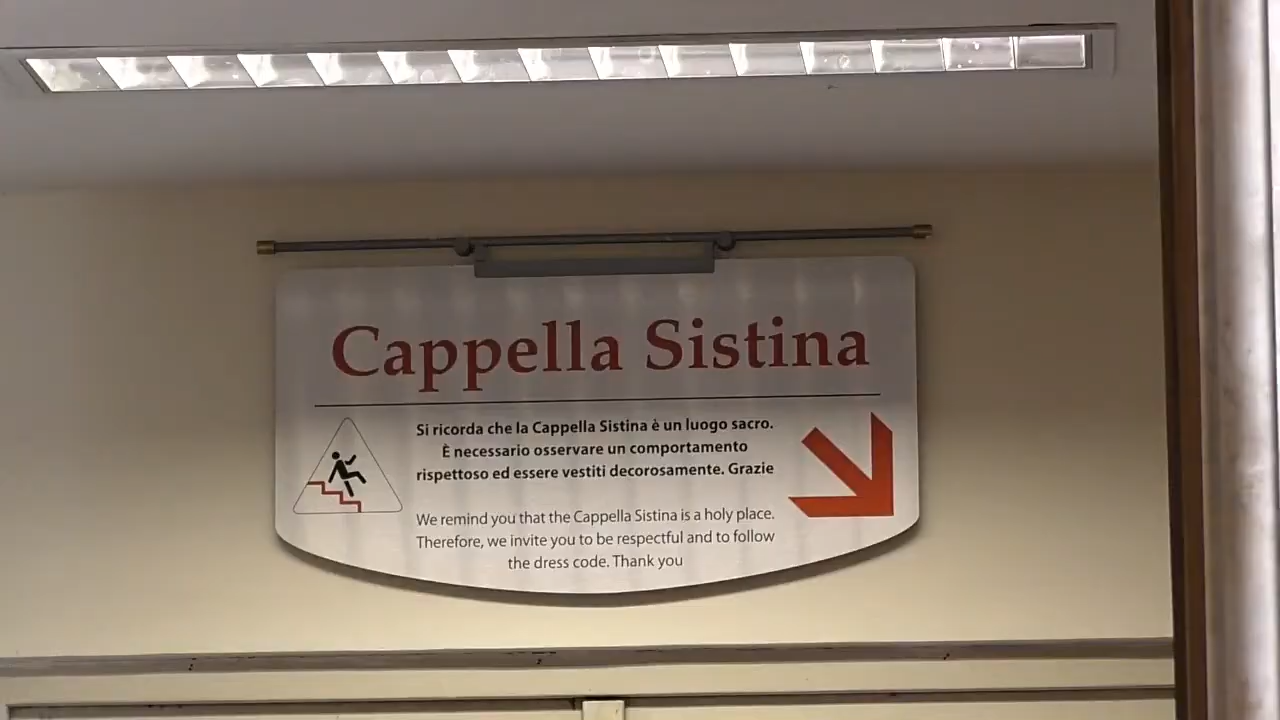 Cappella Sistina
Si ricorda che la Cappella Sistina è un luogo sacro.
È necessario osservare un comportamento
rispettoso ed essere vestiti decorosamente. Grazie
We remind you that the Cappella Sistina is a holy place.
Therefore, we invite you to be respectful and to follow
the dress code. Thank you